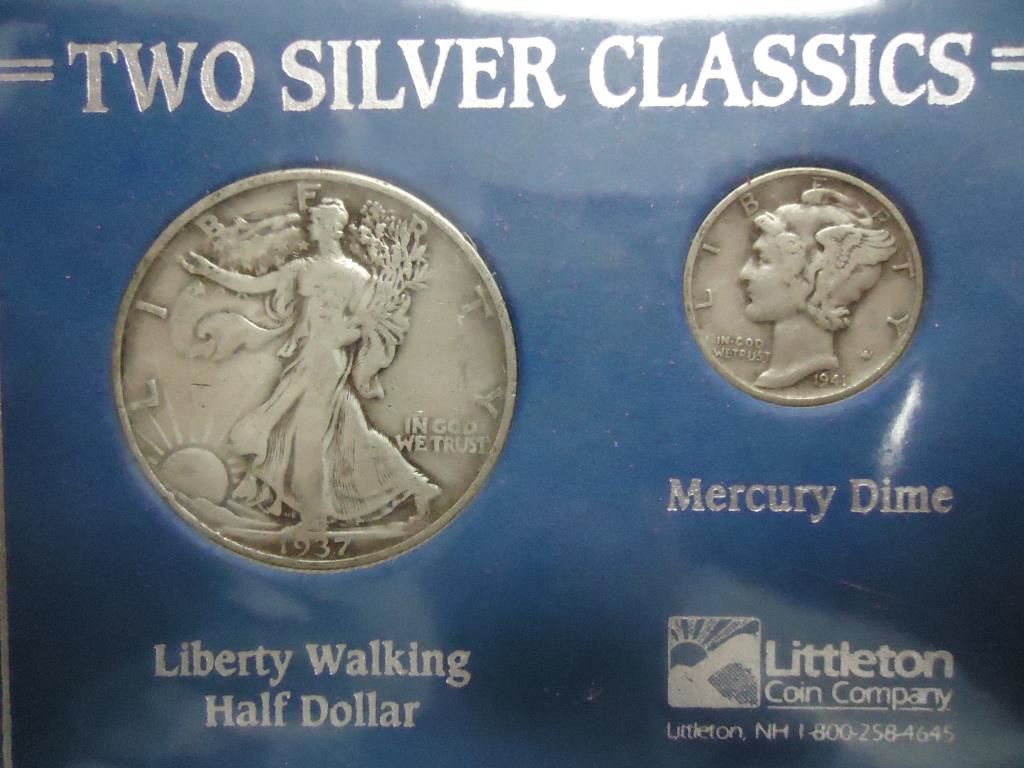 TWO SILVER CLASSICS
LIBERTY
IN GOD
WE TRUST
1937
LIBERTY
IN·GOD
WE TRUST
1941
Mercury Dime
Liberty Walking
Half Dollar
Littleton
Coin Company
Littleton, NH 1-800-258-4645